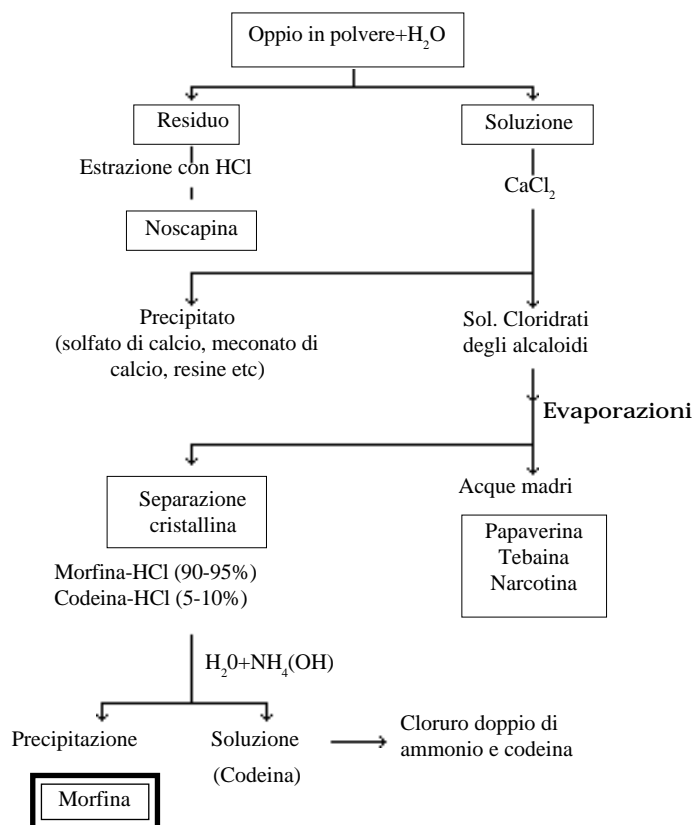 Oppio in polvere+H2O
Residuo
Soluzione
Estrazione con HCl
CaCl2
Noscapina
Precipitato
(solfato di calcio, meconato di
calcio, resine etc)
Sol. Cloridrati
degli alcaloidi
Evaporazioni
Separazione
cristallina
Acque madri
Papaverina
Tebaina
Narcotina
Morfina-HCl (90-95%)
Codeina-HCl (5-10%)
H20+NH4(OH)
Precipitazione
Soluzione
(Codeina)
Cloruro doppio di
ammonio e codeina
Morfina